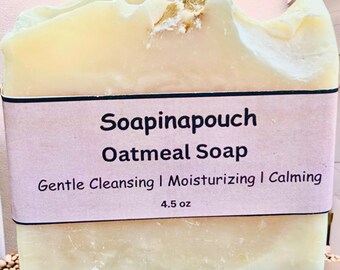 Soapinapouch
Oatmeal Soap
Gentle Cleansing l Moisturizing l Calming
4.5 oz